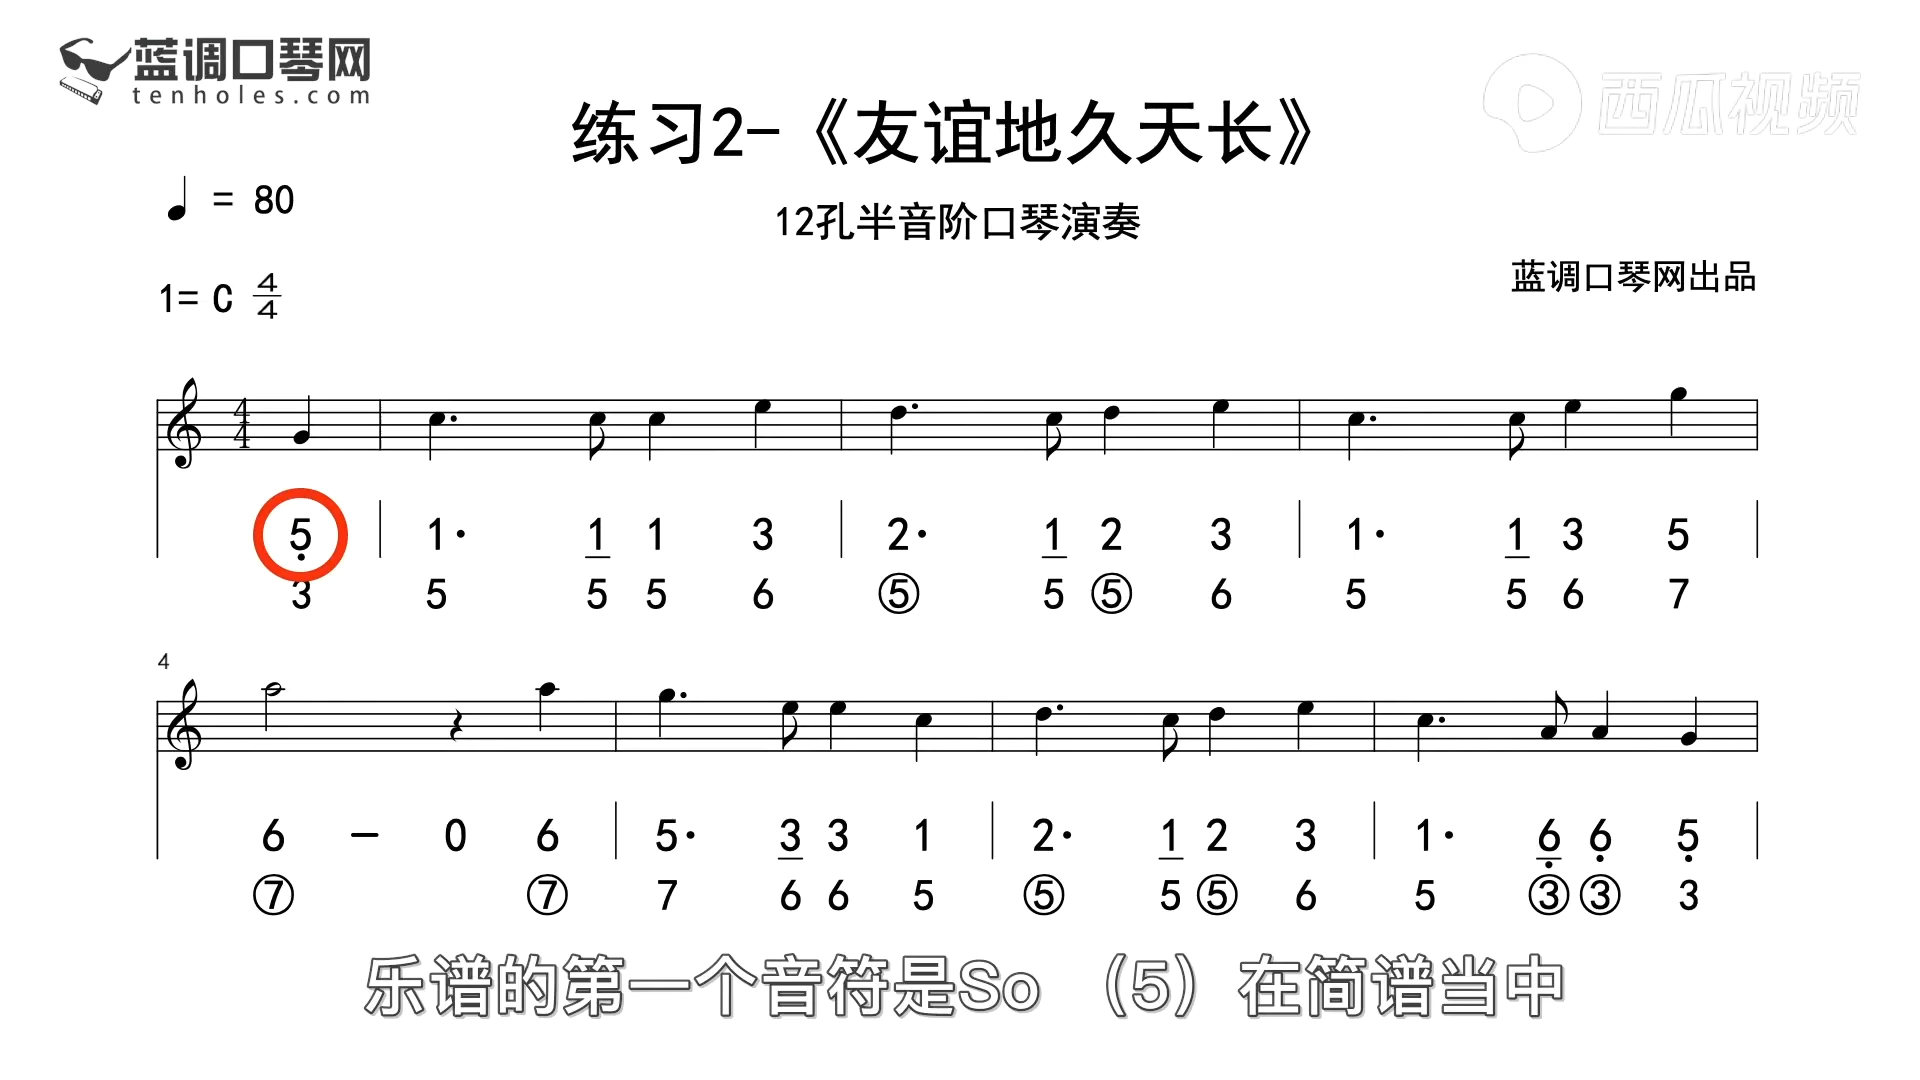 蓝调口琴网
tenholes.com
西瓜视频
练习2-《友谊地久天长》
= 80
12孔半音阶口琴演奏
1= C 4/4
蓝调口琴网出品
4/4
5 | 1· 1 1 3 | 2· 1 2 3 | 1· 1 3 5 |
3 5 5 5 6 ⑤ 5 ⑤ 6 5 5 6 7
4
6 — 0 6 | 5· 3 3 1 | 2· 1 2 3 | 1· 6 6 5 |
⑦ ⑦ 7 6 6 5 ⑤ 5 ⑤ 6 5 ③ ③ 3
乐谱的第一个音符是So （5）在简谱当中